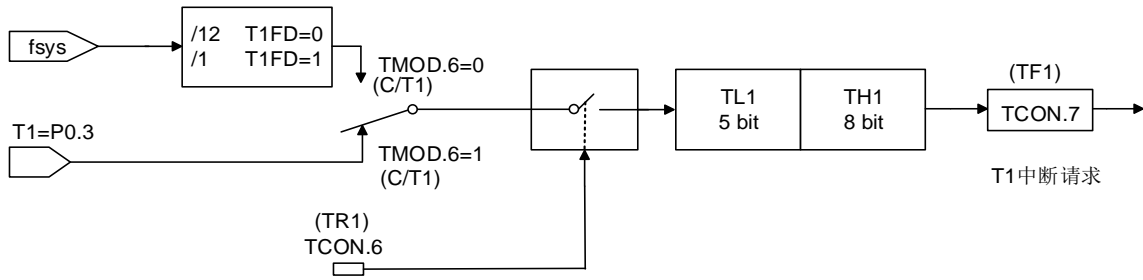 fsys
/12 T1FD=0
/1 T1FD=1
TMOD.6=0
(C/T1)
T1=P0.3
TMOD.6=1
(C/T1)
(TR1)
TCON.6
TL1
5 bit
TH1
8 bit
(TF1)
TCON.7
T1中断请求